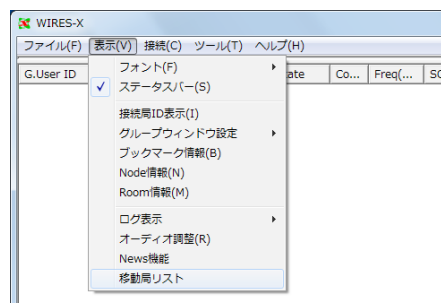 WIRES-X
ファイル(F) 表示(V) 接続(C) ツール(T) ヘルプ(H)
G.User ID Co... Freq(... SQ
フォント(F)
ステータスバー(S)
接続局ID表示(I)
グループウィンドウ設定
ブックマーク情報(B)
Node情報(N)
Room情報(M)
ログ表示
オーディオ調整(R)
News機能
移動局リスト